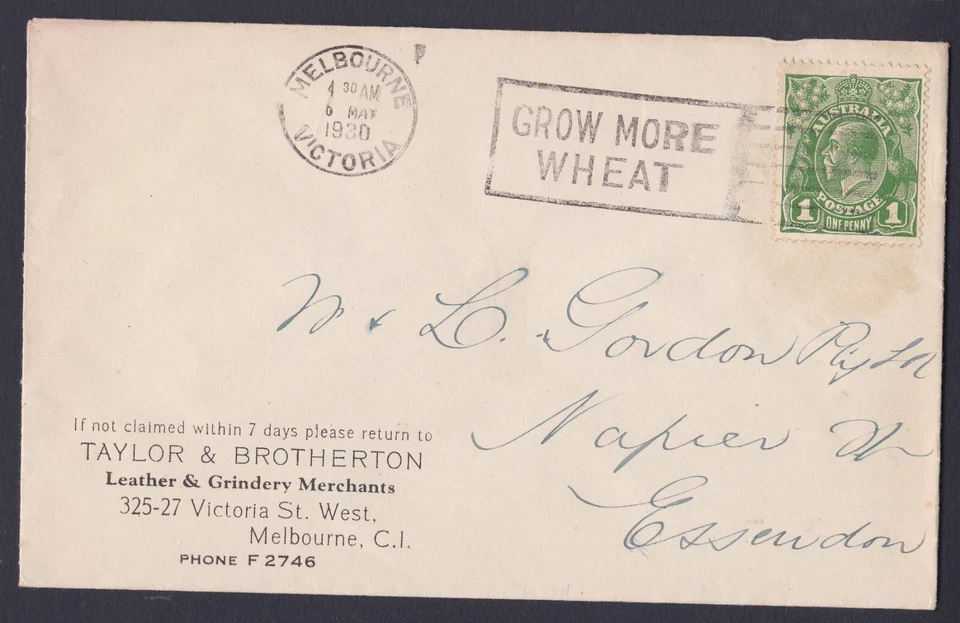 MELBOURNE
4 30 AM
6 MAY
1930
VICTORIA
GROW MORE
WHEAT
AUSTRALIA
POSTAGE
1 ONE PENNY 1
W & L. Gordon Pty Ltd
Napier St
Essendon
If not claimed within 7 days please return to
TAYLOR & BROTHERTON
Leather & Grindery Merchants
325-27 Victoria St. West,
Melbourne, C.I.
PHONE F 2746